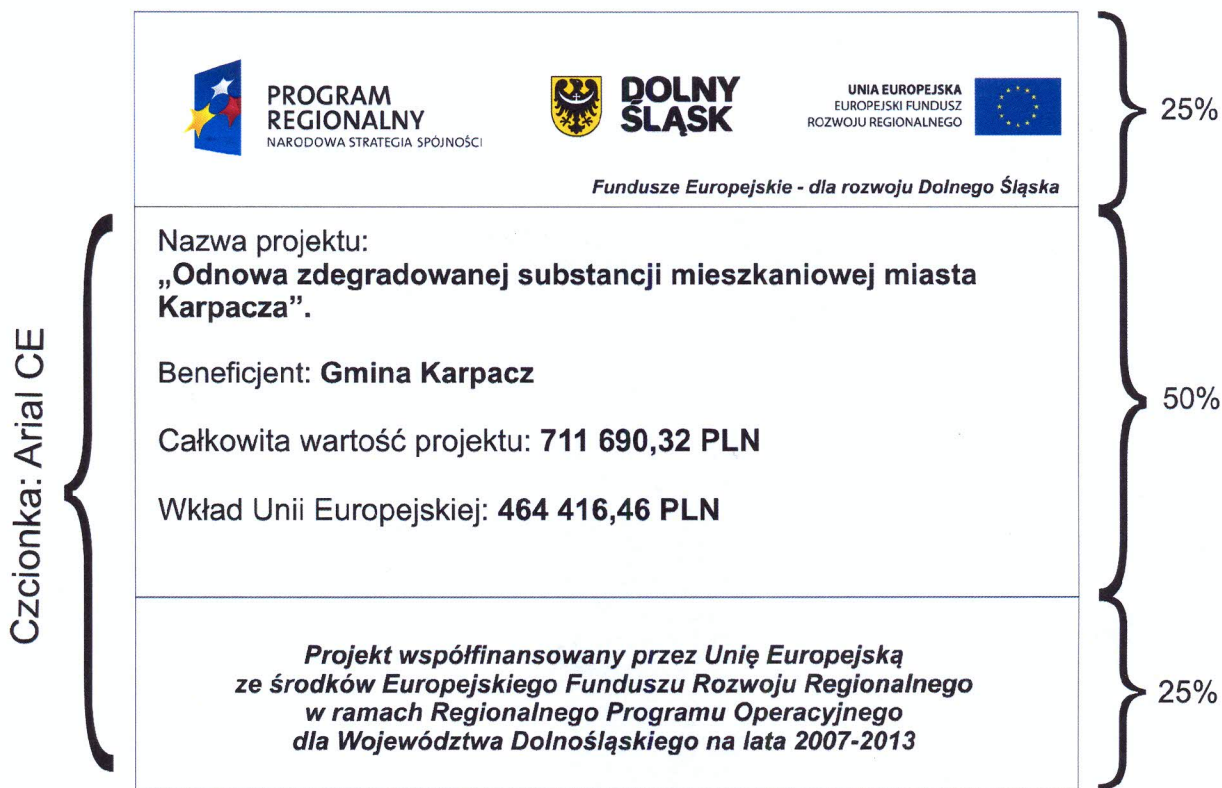 PROGRAM
REGIONALNY
NARODOWA STRATEGIA SPÓJNOŚCI
DOLNY
ŚLĄSK
UNIA EUROPEJSKA
EUROPEJSKI FUNDUSZ
ROZWOJU REGIONALNEGO
25%
Fundusze Europejskie - dla rozwoju Dolnego Śląska
Czcionka: Arial CE
Nazwa projektu:
„Odnowa zdegradowanej substancji mieszkaniowej miasta
Karpacza”.
Beneficjent: Gmina Karpacz
Całkowita wartość projektu: 711 690,32 PLN
Wkład Unii Europejskiej: 464 416,46 PLN
50%
Projekt współfinansowany przez Unię Europejską
ze środków Europejskiego Funduszu Rozwoju Regionalnego
w ramach Regionalnego Programu Operacyjnego
dla Województwa Dolnośląskiego na lata 2007-2013
25%